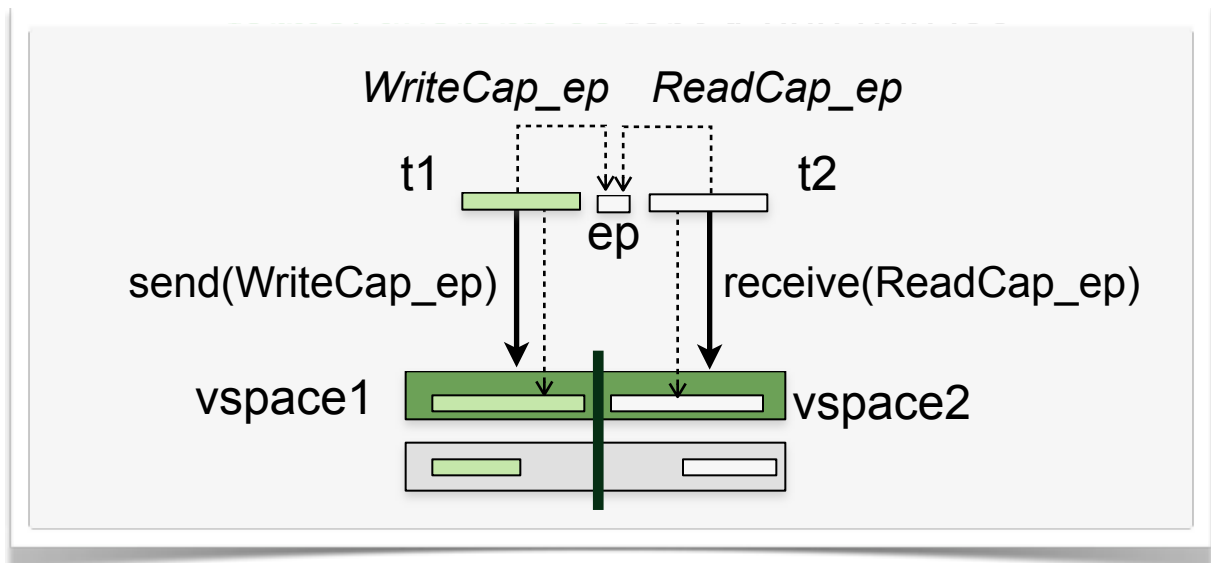 WriteCap_ep ReadCap_ep
t1 t2
ep
send(WriteCap_ep) receive(ReadCap_ep)
vspace1 vspace2